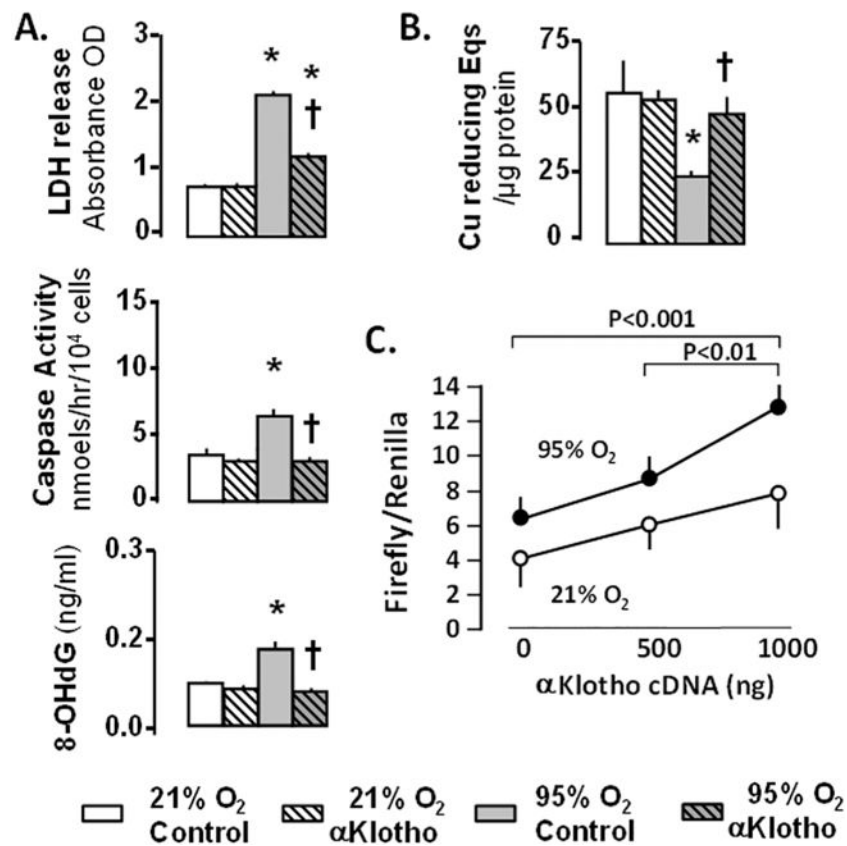 A.
LDH release
Absorbance OD
3
2
1
0
*
*
†
B.
Cu reducing Eqs
/µg protein
75
50
25
0
*
†
Caspase Activity
nmoels/hr/10⁴ cells
15
10
5
0
*
†
C.
P<0.001
P<0.01
Firefly/Renilla
14
12
10
8
6
4
2
0
95% O₂
21% O₂
0 500 1000
αKlotho cDNA (ng)
8-OHdG (ng/ml)
0.3
0.2
0.0
*
†
21% O₂
Control
21% O₂
αKlotho
95% O₂
Control
95% O₂
αKlotho